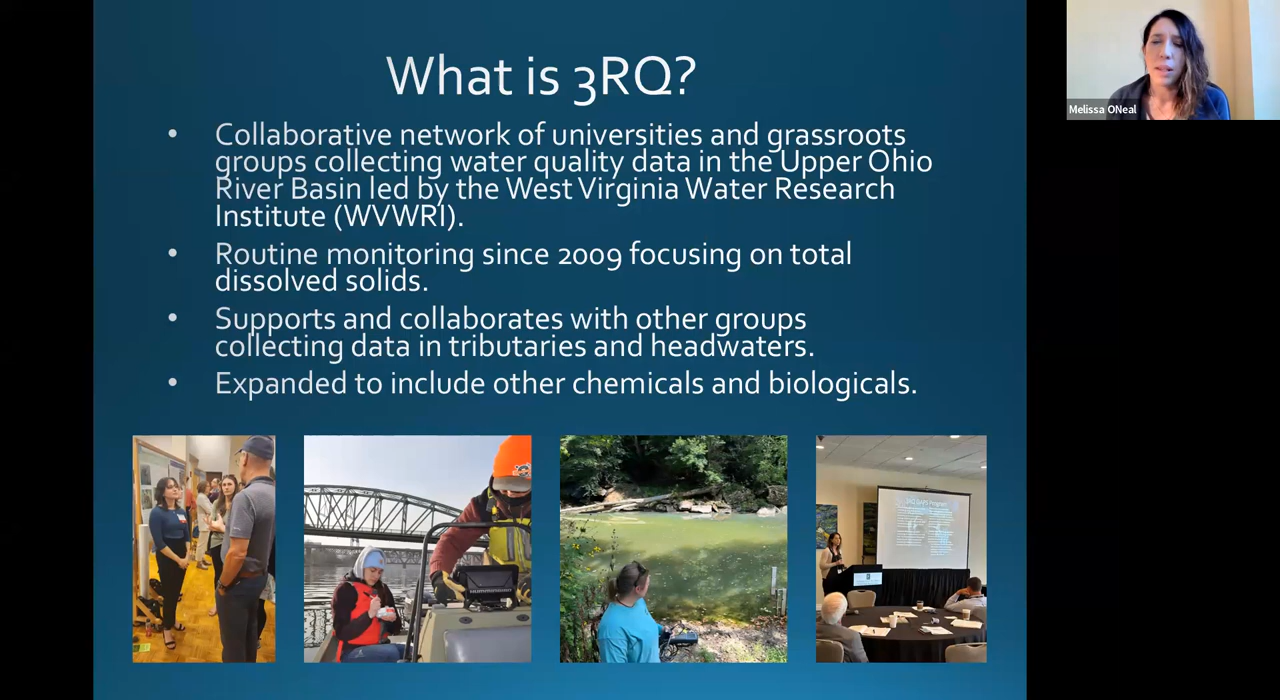 What is 3RQ?
• Collaborative network of universities and grassroots
groups collecting water quality data in the Upper Ohio
River Basin led by the West Virginia Water Research
Institute (WVWRI).
• Routine monitoring since 2009 focusing on total
dissolved solids.
• Supports and collaborates with other groups
collecting data in tributaries and headwaters.
• Expanded to include other chemicals and biologicals.
Melissa ONeal